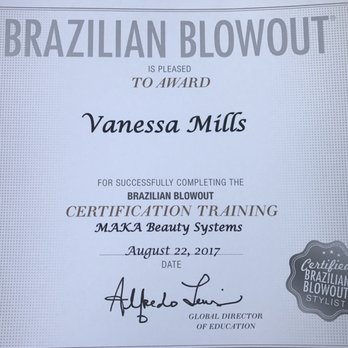 BRAZILIAN BLOWOUT®
IS PLEASED
TO AWARD
Vanessa Mills
FOR SUCCESSFULLY COMPLETING THE
BRAZILIAN BLOWOUT
CERTIFICATION TRAINING
MAKA Beauty Systems
August 22, 2017
DATE
GLOBAL DIRECTOR
OF EDUCATION
Certified
BRAZILIAN
BLOWOUT
STYLIST